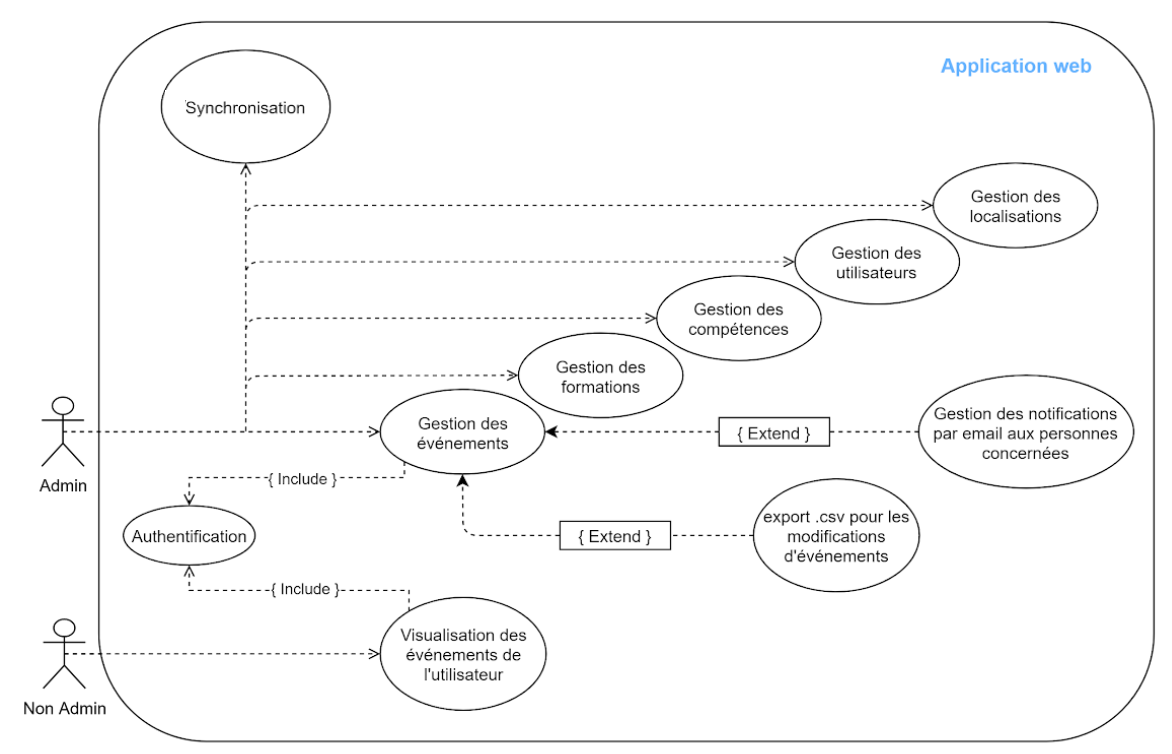 Application web
Synchronisation
Gestion des
localisations
Gestion des
utilisateurs
Gestion des
compétences
Gestion des
formations
Gestion des
événements
{ Extend }
Gestion des notifications
par email aux personnes
concernées
Admin
{ Include }
Authentification
{ Extend }
export .csv pour les
modifications
d'événements
{ Include }
Visualisation des
événements de
l'utilisateur
Non Admin